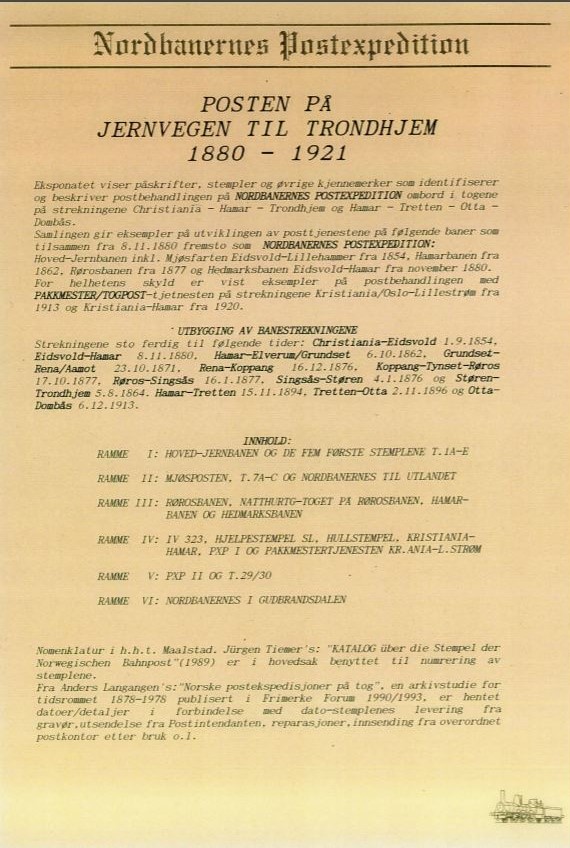 Nordbanernes Postexpedition
POSTEN PÅ
JERNVEGEN TIL TRONDHJEM
1880 - 1921
Eksponatet viser påskrifter, stempler og øvrige kjennemerker som identifiserer
og beskriver postbehandlingen på NORDBANERNES POSTEXPEDITION ombord i togene
på strekningene Christiania - Hamar - Trondhjem og Hamar - Tretten - Otta -
Dombås.
Samlingen gir eksempler på utviklingen av posttjenestene på følgende baner som
tilsammen fra 8.11.1880 fremsto som NORDBANERNES POSTEXPEDITION:
Hoved-Jernbanen inkl. Mjøsfarten Eidsvold-Lillehammer fra 1854, Hamarbanen fra
1862, Rørosbanen fra 1877 og Hedmarksbanen Eidsvold-Hamar fra november 1880.
For helhetens skyld er vist eksempler på postbehandling med
PAKKMESTER/TOGPOST-tjetnesten på strekningene Kristiania/Oslo-Lillestrøm fra
1913 og Kristiania-Hamar fra 1920.
UTBYGGING AV BANESTREKNINGENE
Strekningene sto ferdig til følgende tider: Christiania-Eidsvold 1.9.1854,
Eidsvold-Hamar 8.11.1880, Hamar-Elverum/Grundset 6.10.1862, Grundset-
Rena/Aamot 23.10.1871, Rena-Koppang 16.12.1876, Koppang-Tynset-Røros
17.10.1877, Røros-Singsås 16.1.1877, Singsås-Støren 4.1.1876 og Støren-
Trondhjem 5.8.1864. Hamar-Tretten 15.11.1894, Tretten-Otta 2.11.1896 og Otta-
Dombås 6.12.1913.
INNHOLD:
RAMME I: HOVED-JERNBANEN OG DE FEM FØRSTE STEMPLENE T.1A-E
RAMME II: MJØSPOSTEN, T.7A-C OG NORDBANERNES TIL UTLANDET
RAMME III: RØROSBANEN, NATTHURTG-TOGET PÅ RØROSBANEN, HAMAR-
BANEN OG HEDMARKSBANEN
RAMME IV: IV 323, HJELPESTEMPEL SL, HULLSTEMPEL, KRISTIANIA-
HAMAR, PXP I OG PAKKMESTERTJENESTEN KR.ANIA-L.STRØM
RAMME V: PXP II OG T.29/30
RAMME VI: NORDBANERNES I GUDBRANDSDALEN
Nomenklatur i h.h.t. Maalstad. Jürgen Tiemer's: "KATALOG über die Stempel der
Norwegischen Bahnpost"(1989) er i hovedsak benyttet til numrering av
stemplene.
Fra Anders Langangen's:"Norske postekspedisjoner på tog", en arkivstudie for
tidsrommet 1878-1978 publisert i Frimerke Forum 1990/1993, er hentet
datoer/detaljer i forbindelse med dato-stemplenes levering fra
gravør,utsendelse fra Postintendanten, reparasjoner,innsending fra overordnet
postkontor etter bruk o.l.